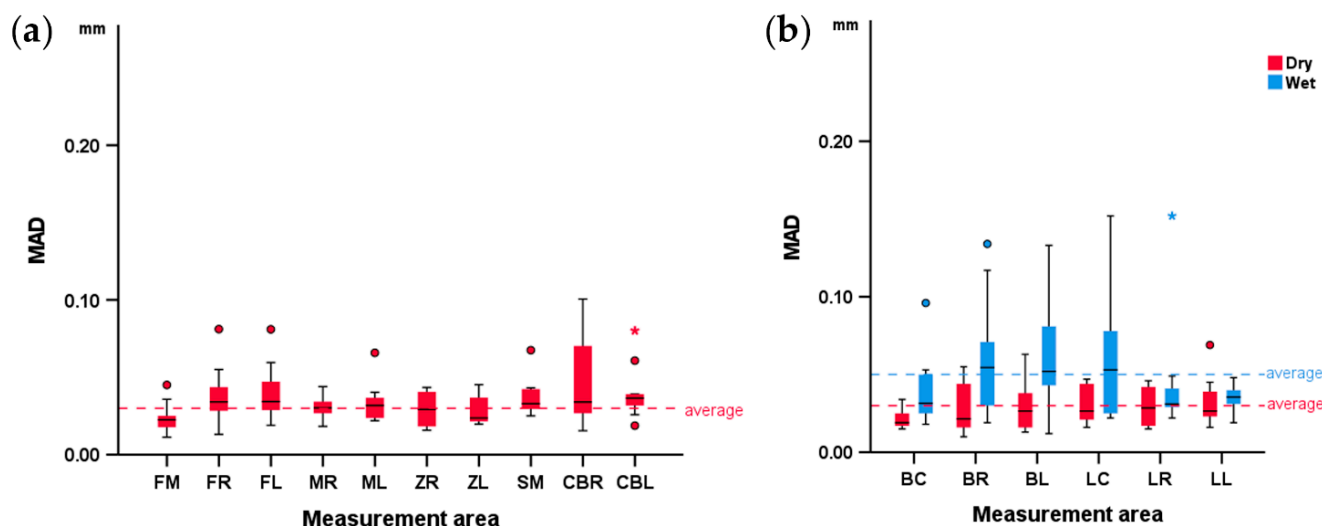 (a)
mm
0.20
MAD
0.10
average
0.00
FM FR FL MR ML ZR ZL SM CBR CBL
Measurement area
(b)
mm
Dry
Wet
0.20
MAD
0.10
average
average
0.00
BC BR BL LC LR LL
Measurement area